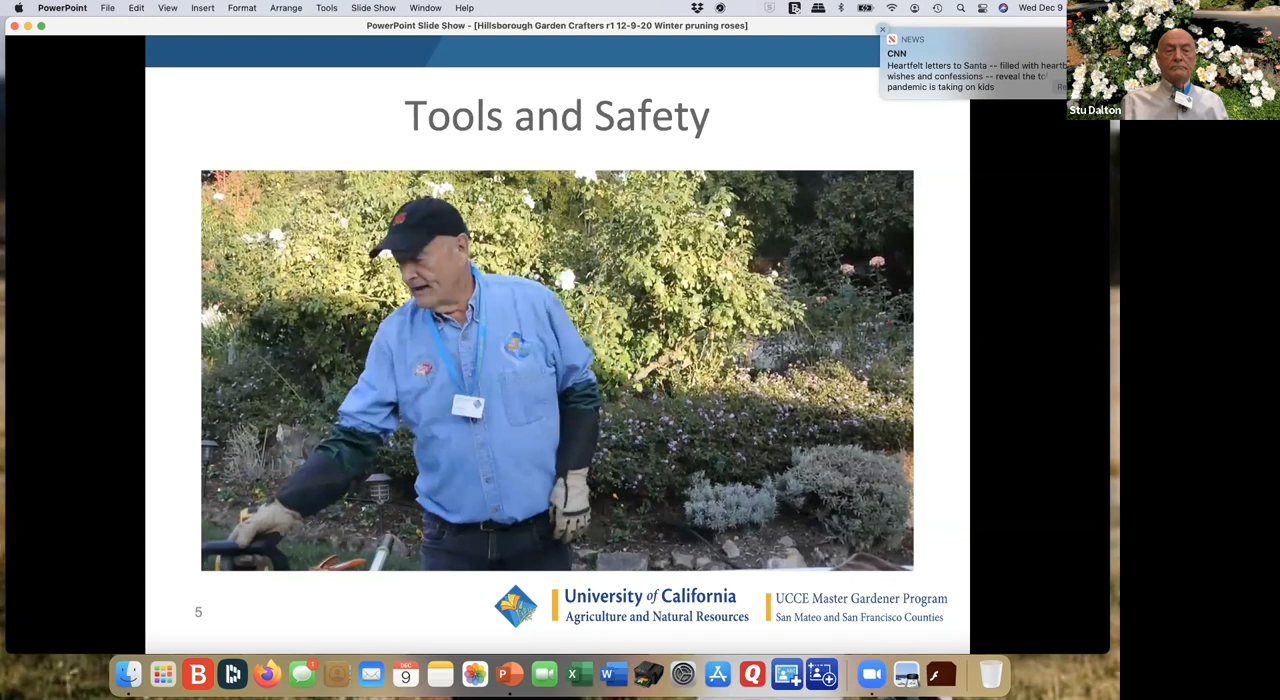 PowerPoint File Edit View Insert Format Arrange Tools Slide Show Window Help Wed Dec 9
PowerPoint Slide Show - [Hillsborough Garden Crafters r1 12-9-20 Winter pruning roses]
NEWS
CNN
Heartfelt letters to Santa -- filled with
wishes and confessions -- reveal the
pandemic is taking on kids
Stu Dalton
Tools and Safety
5
University of California
Agriculture and Natural Resources
UCCE Master Gardener Program
San Mateo and San Francisco Counties
1
DEC
9